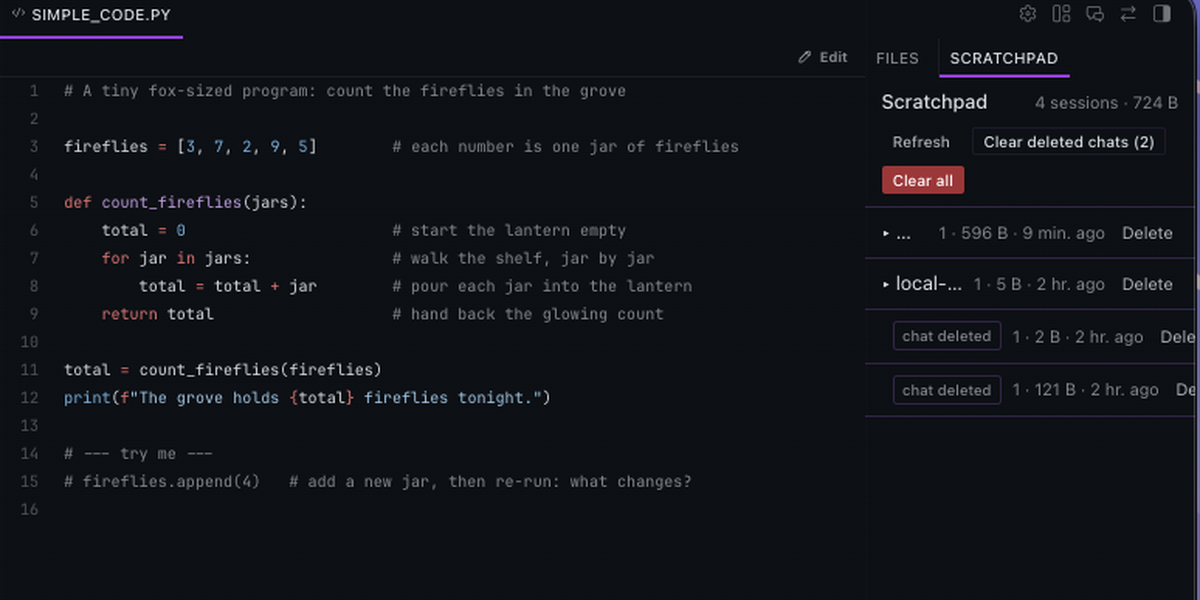 </> SIMPLE_CODE.PY
Edit
1 # A tiny fox-sized program: count the fireflies in the grove
2
3 fireflies = [3, 7, 2, 9, 5]        # each number is one jar of fireflies
4
5 def count_fireflies(jars):
6     total = 0                      # start the lantern empty
7     for jar in jars:               # walk the shelf, jar by jar
8         total = total + jar        # pour each jar into the lantern
9     return total                   # hand back the glowing count
10
11 total = count_fireflies(fireflies)
12 print(f"The grove holds {total} fireflies tonight.")
13
14 # --- try me ---
15 # fireflies.append(4)   # add a new jar, then re-run: what changes?
16
FILES SCRATCHPAD
Scratchpad 4 sessions · 724 B
Refresh Clear deleted chats (2)
Clear all
▸ ... 1 · 596 B · 9 min. ago Delete
▸ local-... 1 · 5 B · 2 hr. ago Delete
chat deleted 1 · 2 B · 2 hr. ago Dele
chat deleted 1 · 121 B · 2 hr. ago De